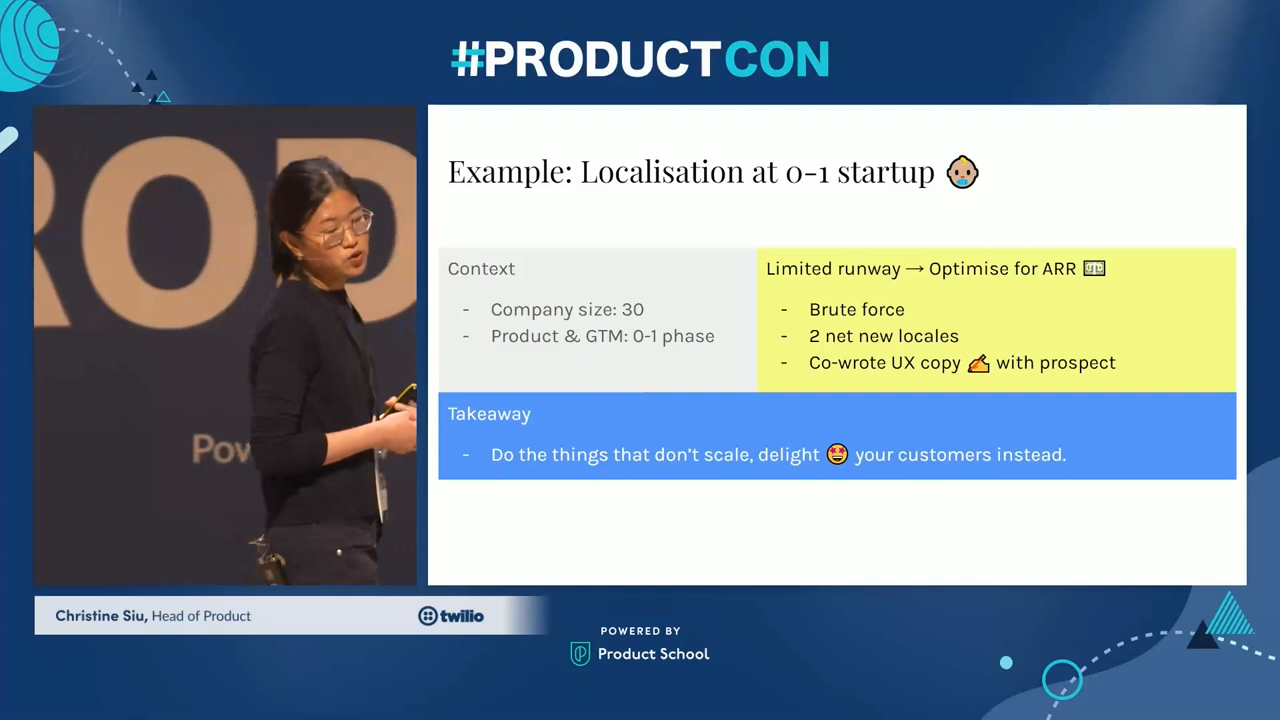 #PRODUCTCON
ROD
Pow
Example: Localisation at 0-1 startup
Context
- Company size: 30
- Product & GTM: 0-1 phase
Limited runway → Optimise for ARR
- Brute force
- 2 net new locales
- Co-wrote UX copy ✍ with prospect
Takeaway
- Do the things that don't scale, delight 🤩 your customers instead.
Christine Siu, Head of Product
twilio
POWERED BY
Product School